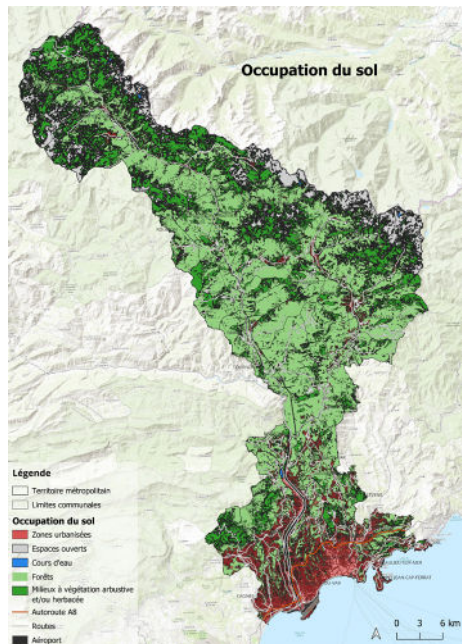 Occupation du sol
Légende
Territoire métropolitain
Limites communales
Occupation du sol
Zones urbanisées
Espaces ouverts
Cours d'eau
Forêts
Milieux à végétation arbustive
et/ou herbacée
Autoroute A8
Routes
Aéroport
0 3 6 km